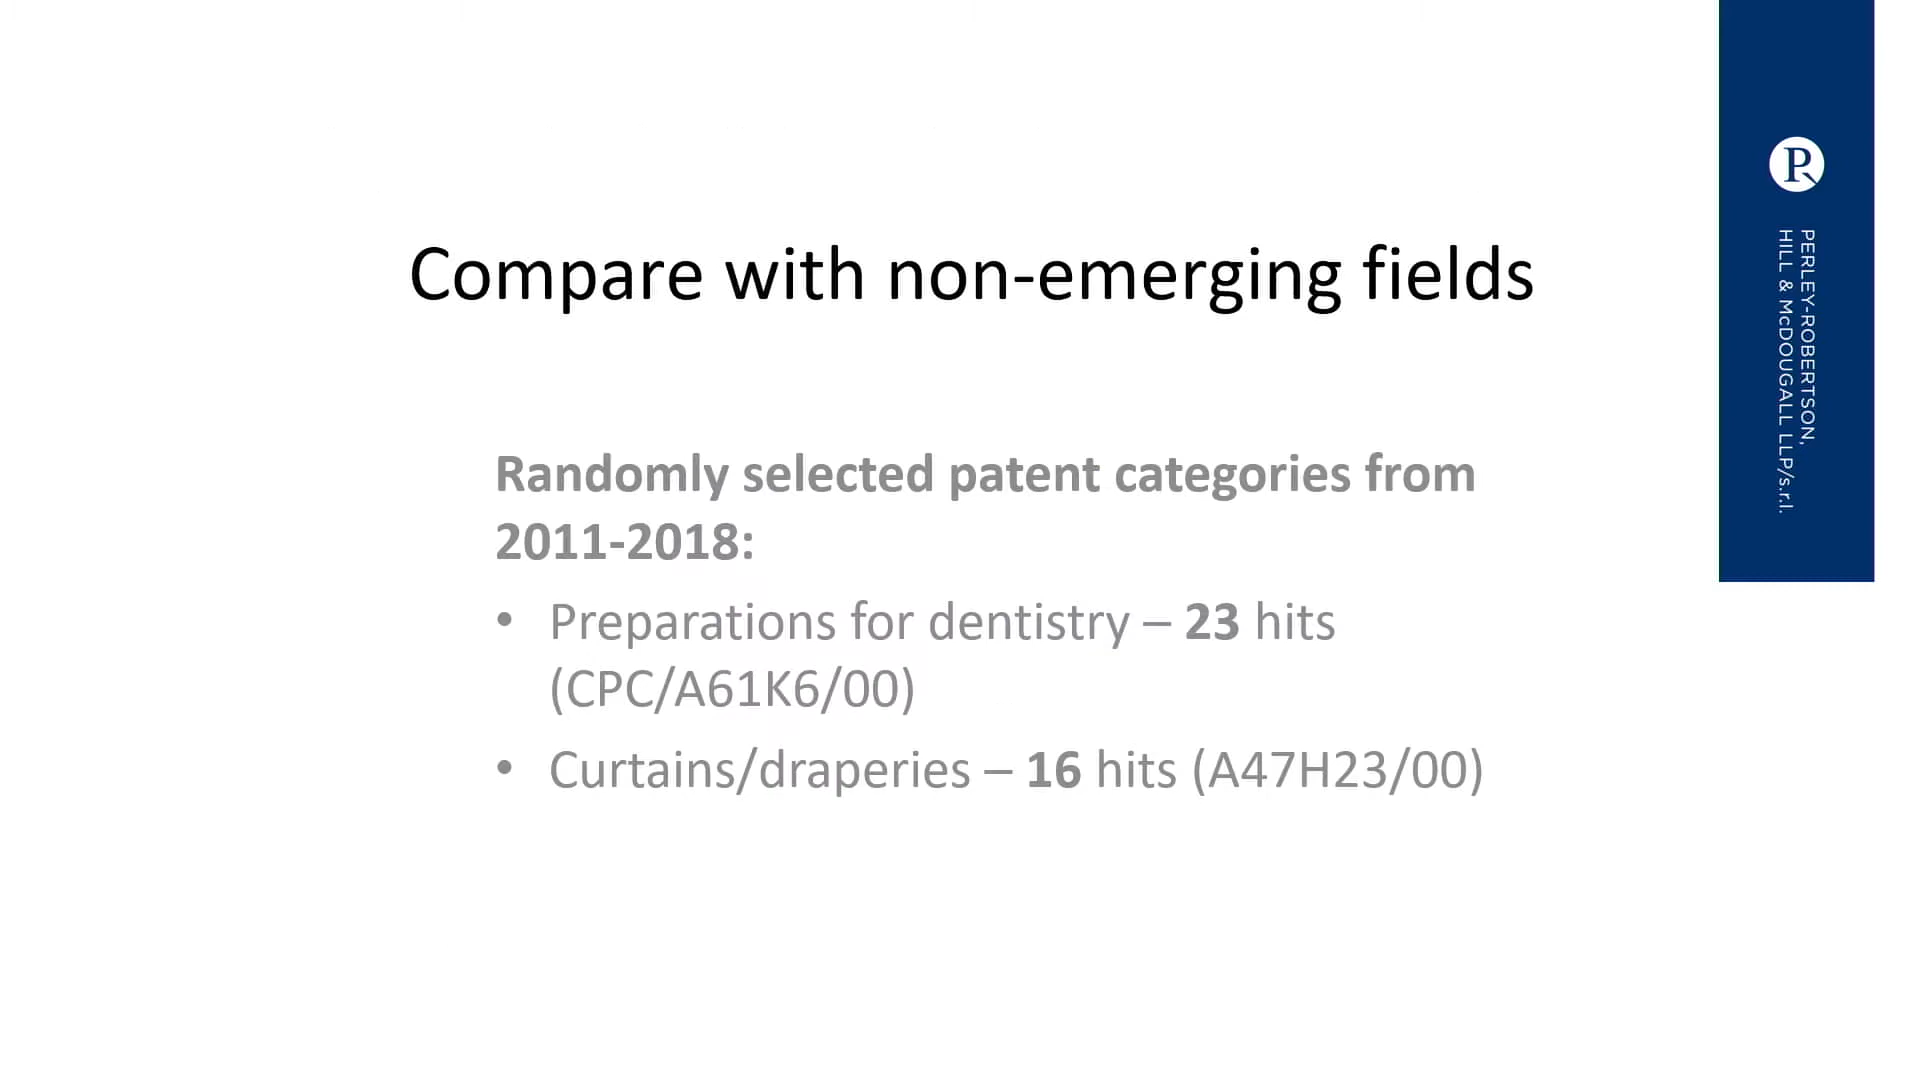 Compare with non-emerging fields
Randomly selected patent categories from
2011-2018:
• Preparations for dentistry – 23 hits
(CPC/A61K6/00)
• Curtains/draperies – 16 hits (A47H23/00)
PERLEY-ROBERTSON,
HILL & McDOUGALL LLP/s.r.l.